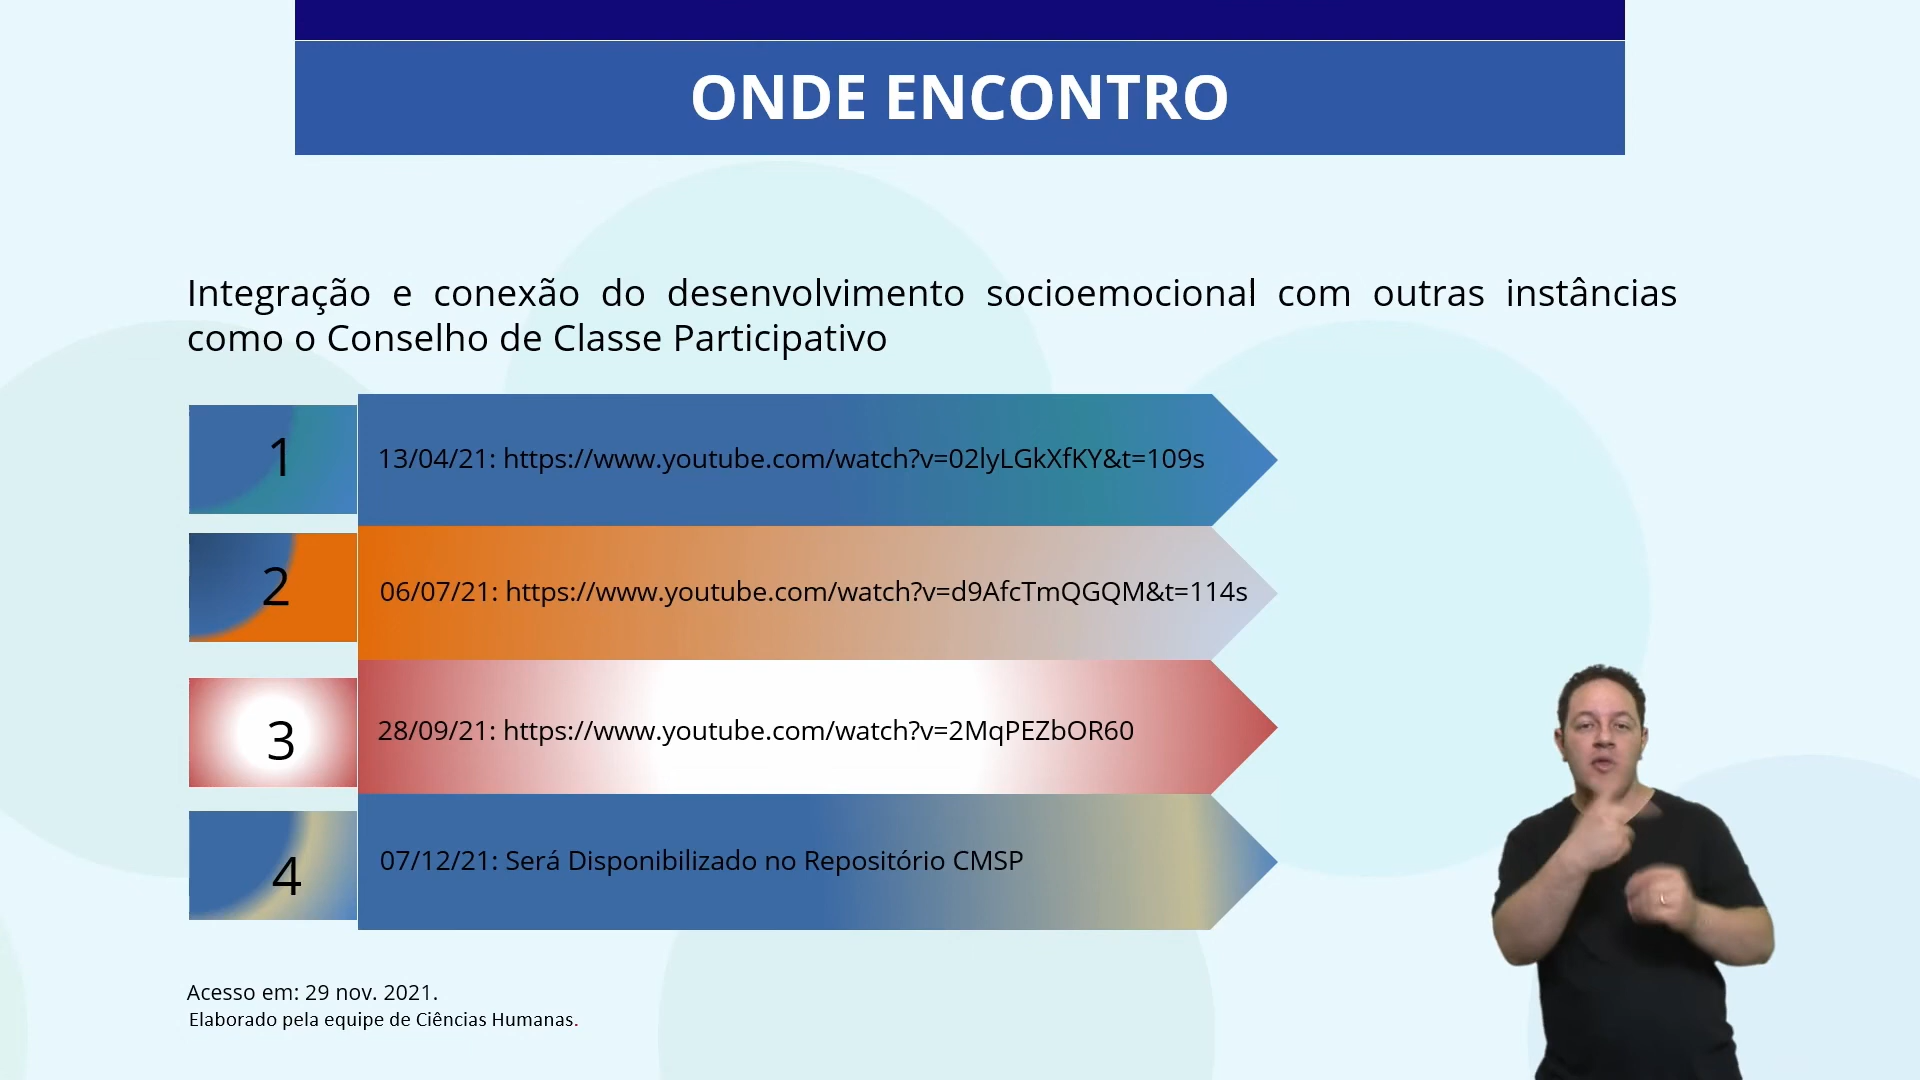 ONDE ENCONTRO
Integração e conexão do desenvolvimento socioemocional com outras instâncias
como o Conselho de Classe Participativo
1
13/04/21: https://www.youtube.com/watch?v=02lyLGkXfKY&t=109s
2
06/07/21: https://www.youtube.com/watch?v=d9AfcTmQGQM&t=114s
3
28/09/21: https://www.youtube.com/watch?v=2MqPEZbOR60
4
07/12/21: Será Disponibilizado no Repositório CMSP
Acesso em: 29 nov. 2021.
Elaborado pela equipe de Ciências Humanas.